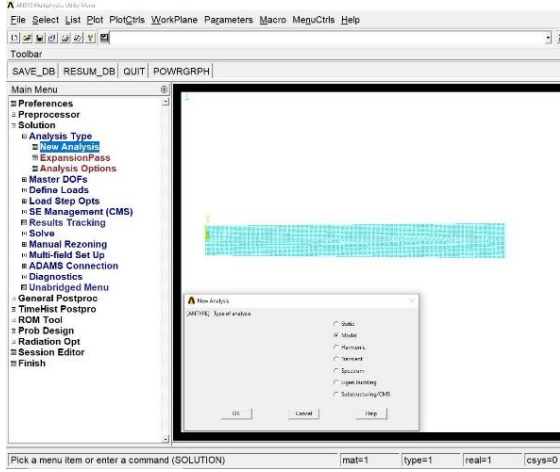 ANSYS Multiphysics Utility Menu
File Select List Plot PlotCtrls WorkPlane Parameters Macro MenuCtrls Help
Toolbar
SAVE_DB RESUM_DB QUIT POWRGRPH
Main Menu
Preferences
Preprocessor
Solution
Analysis Type
New Analysis
ExpansionPass
Analysis Options
Master DOFs
Define Loads
Load Step Opts
SE Management (CMS)
Results Tracking
Solve
Manual Rezoning
Multi-field Set Up
ADAMS Connection
Diagnostics
Unabridged Menu
General Postproc
TimeHist Postpro
ROM Tool
Prob Design
Radiation Opt
Session Editor
Finish
1
New Analysis
[ANTYPE] Type of analysis
Static
Modal
Harmonic
Transient
Spectrum
Eigen Buckling
Substructuring/CMS
OK Cancel Help
Pick a menu item or enter a command (SOLUTION) mat=1 type=1 real=1 csys=0